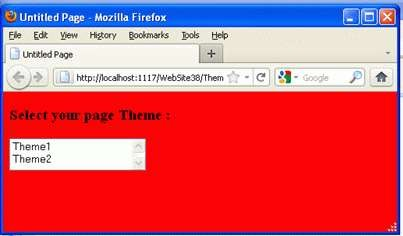 Untitled Page - Mozilla Firefox
File Edit View History Bookmarks Tools Help
Untitled Page
http://localhost:1117/WebSite38/Them
Google
Select your page Theme :
Theme1
Theme2